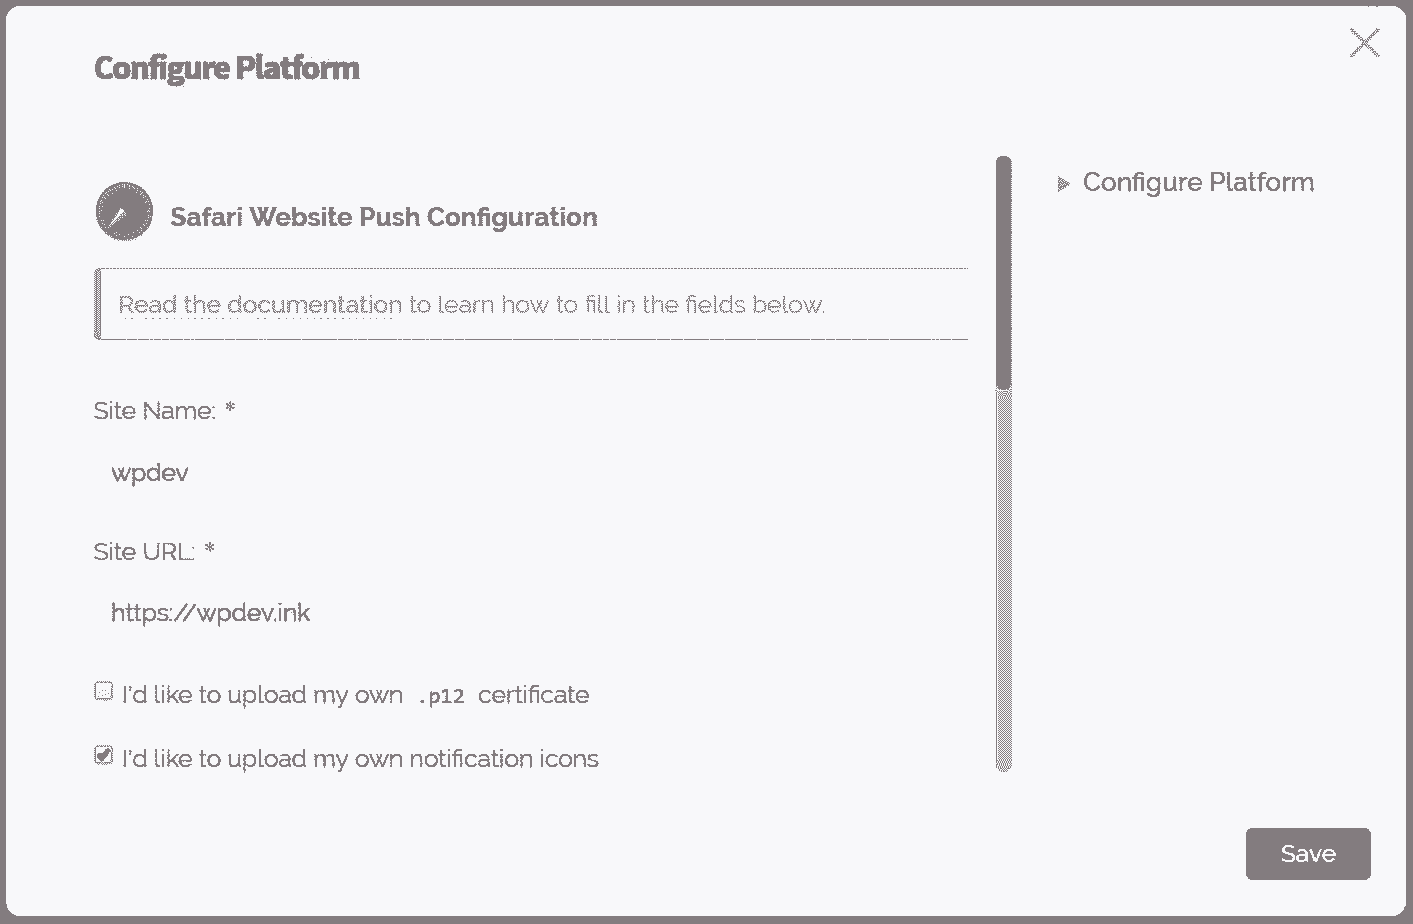 Configure Platform
Safari Website Push Configuration
Configure Platform
Read the documentation to learn how to fill in the fields below.
Site Name: *
wpdev
Site URL: *
https://wpdev.ink
I'd like to upload my own .p12 certificate
I'd like to upload my own notification icons
Save